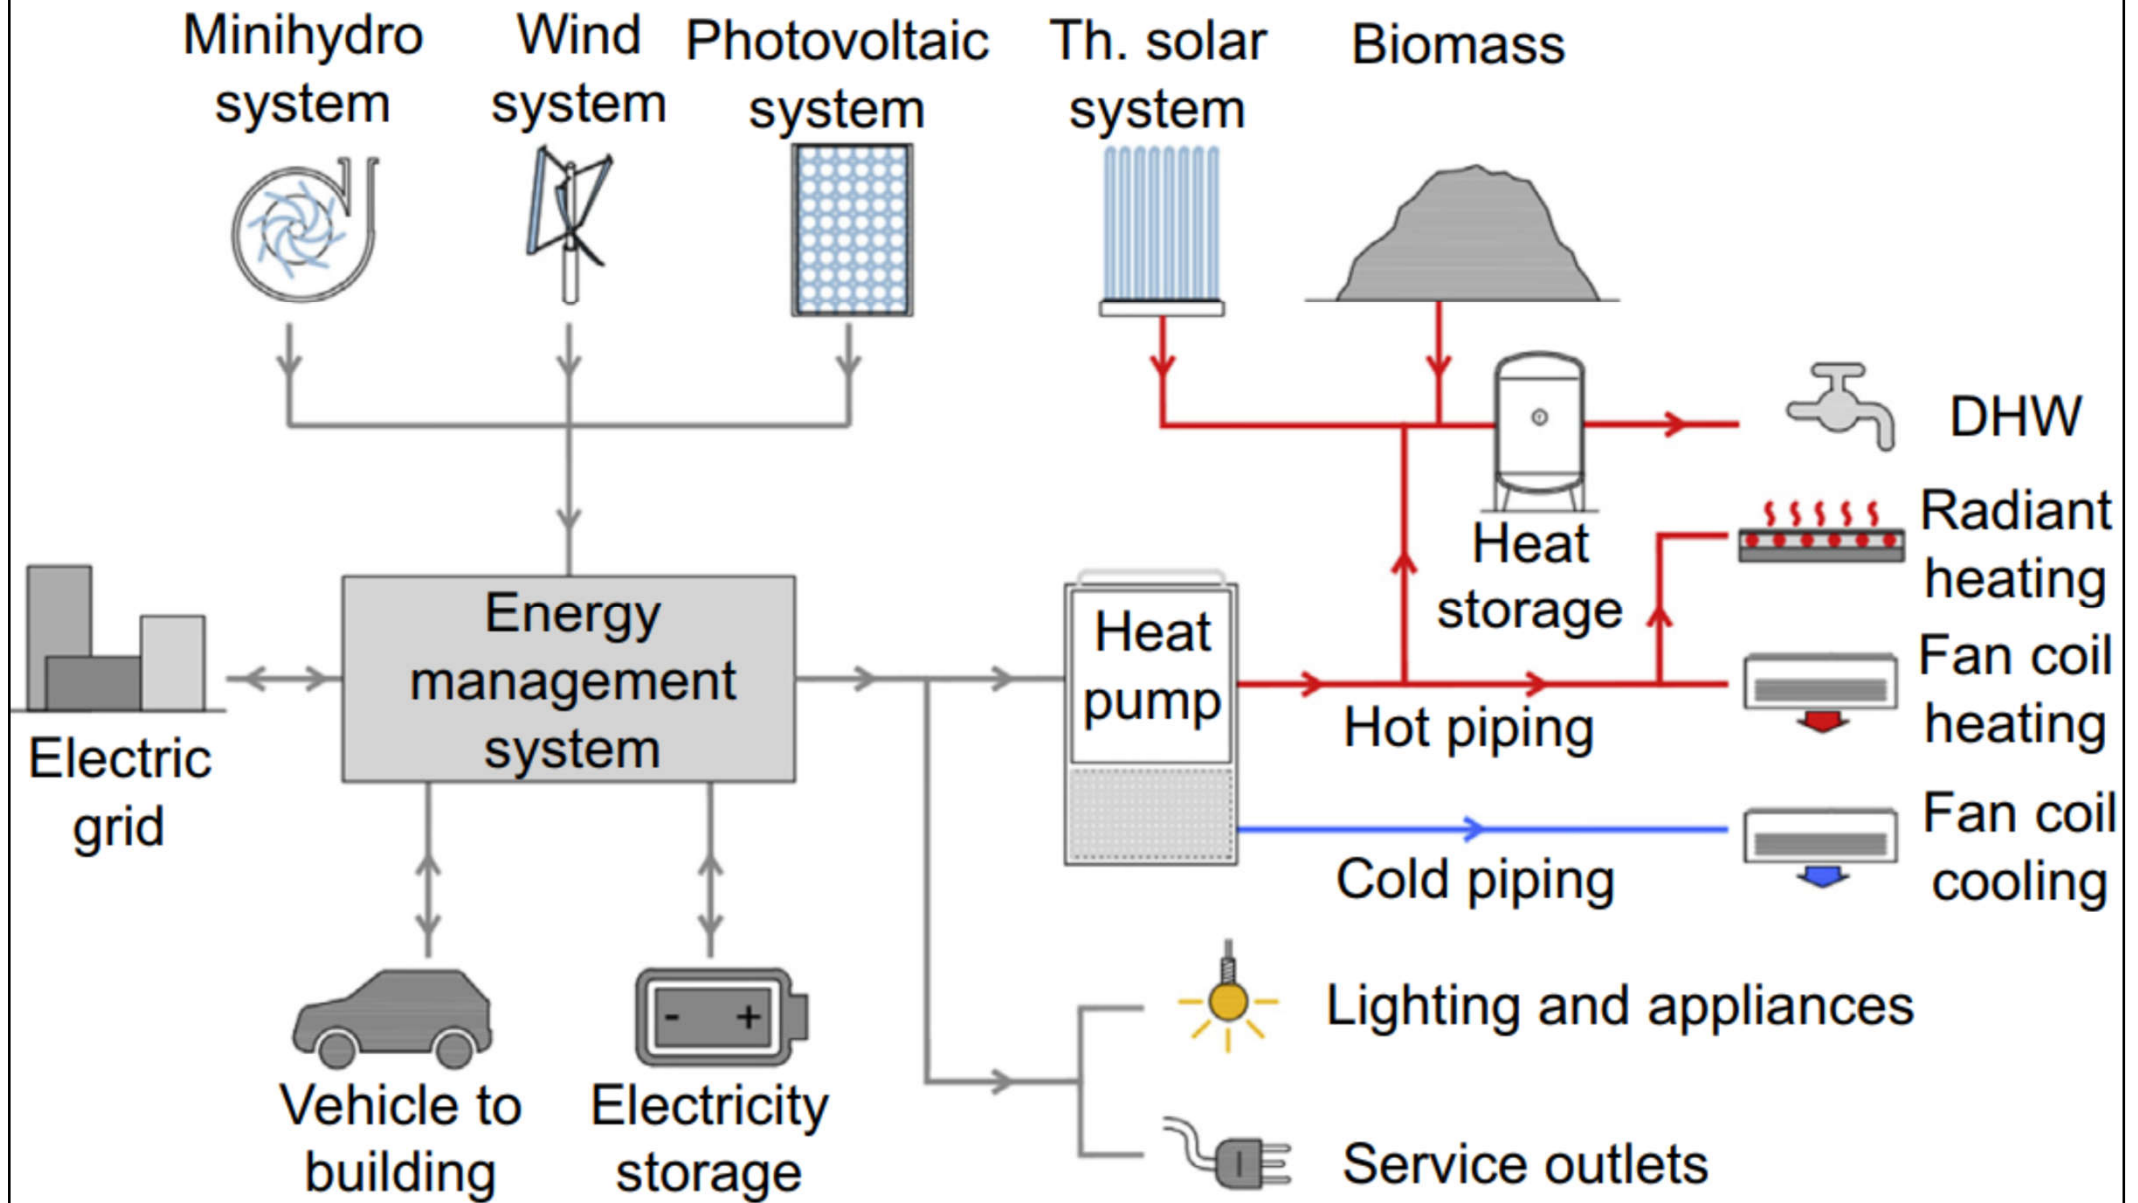 Minihydro
system
Wind
system
Photovoltaic
system
Th. solar
system
Biomass
DHW
Radiant
heating
Heat
storage
Energy
management
system
Heat
pump
Fan coil
heating
Hot piping
Electric
grid
Fan coil
cooling
Cold piping
- +
Lighting and appliances
Vehicle to
building
Electricity
storage
Service outlets